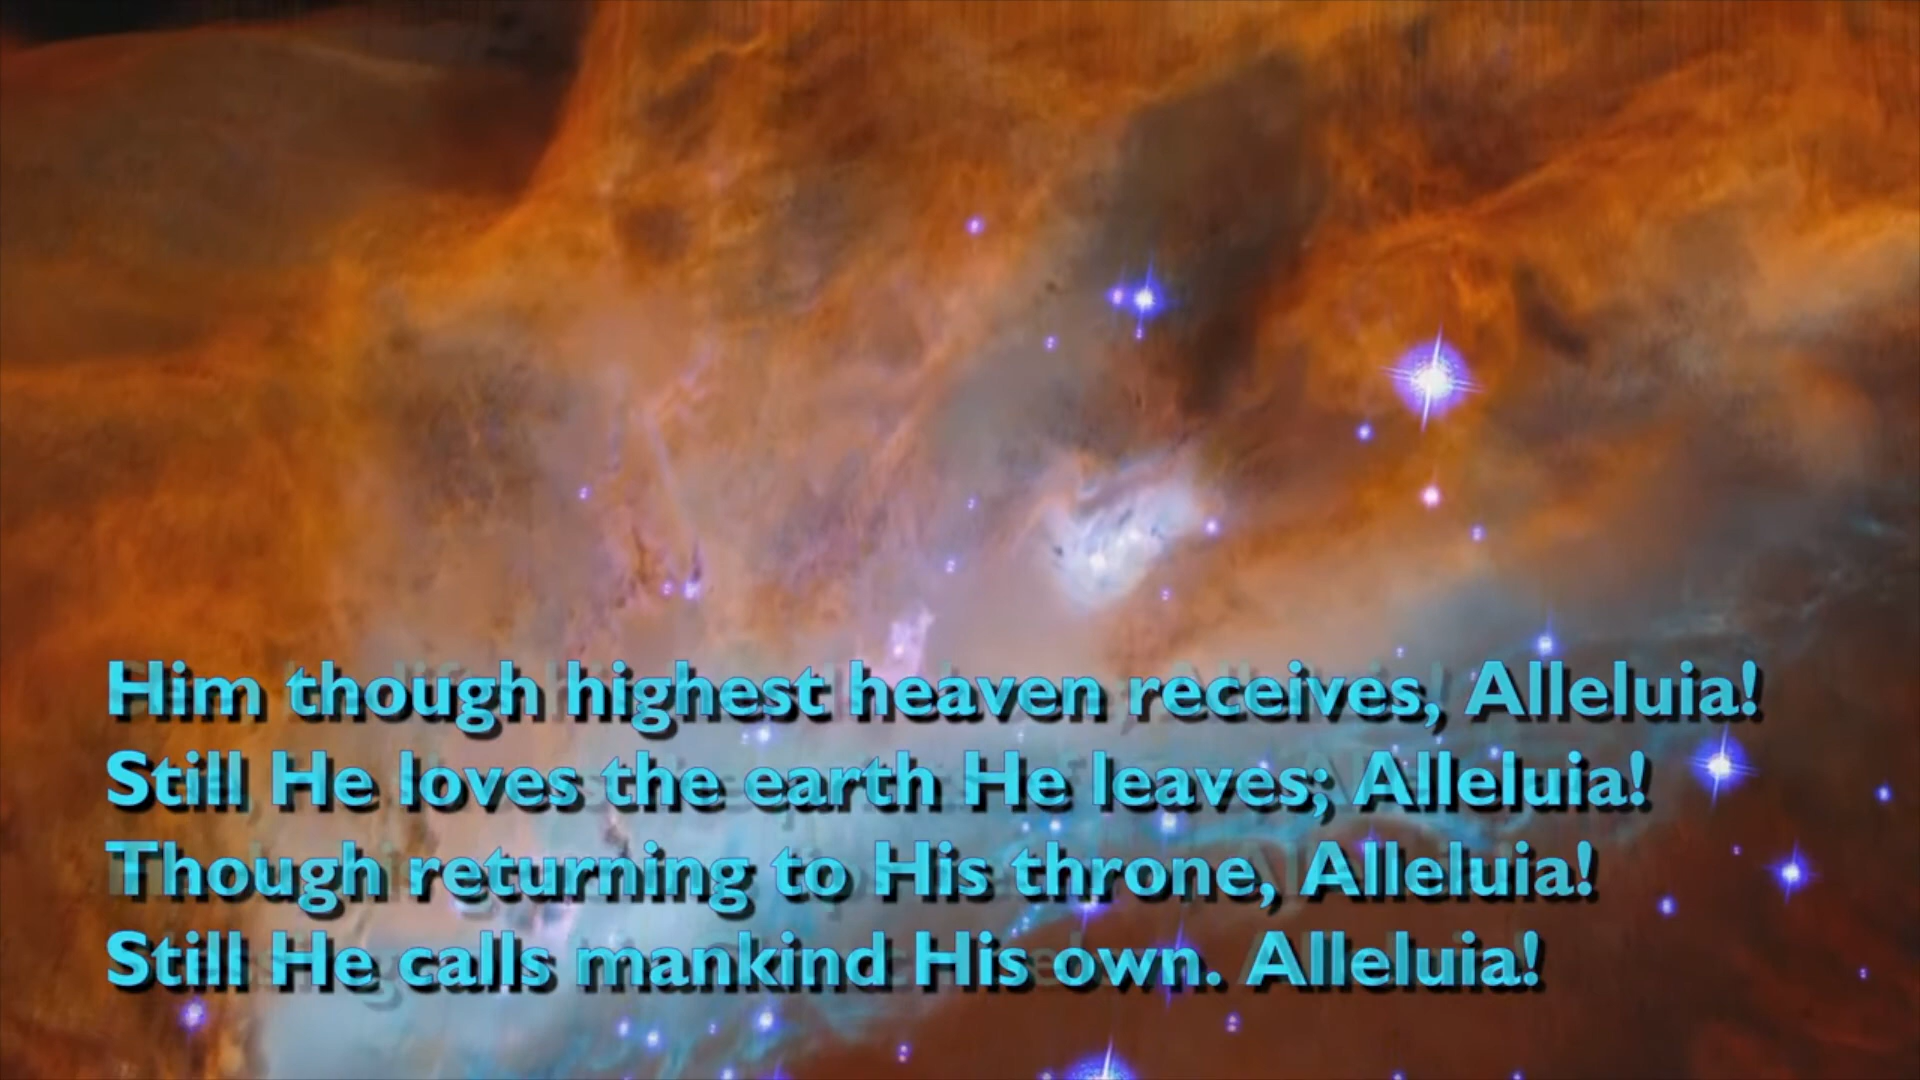 Him though highest heaven receives, Alleluia!
Still He loves the earth He leaves; Alleluia!
Though returning to His throne, Alleluia!
Still He calls mankind His own. Alleluia!